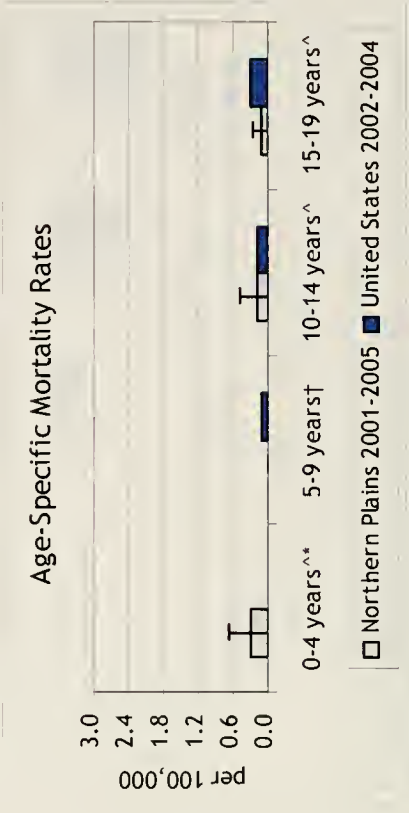 Age-Specific Mortality Rates
per 100,000
3.0
2.4
1.8
1.2
0.6
0.0
0-4 years^* 5-9 years† 10-14 years^ 15-19 years^
Northern Plains 2001-2005 United States 2002-2004